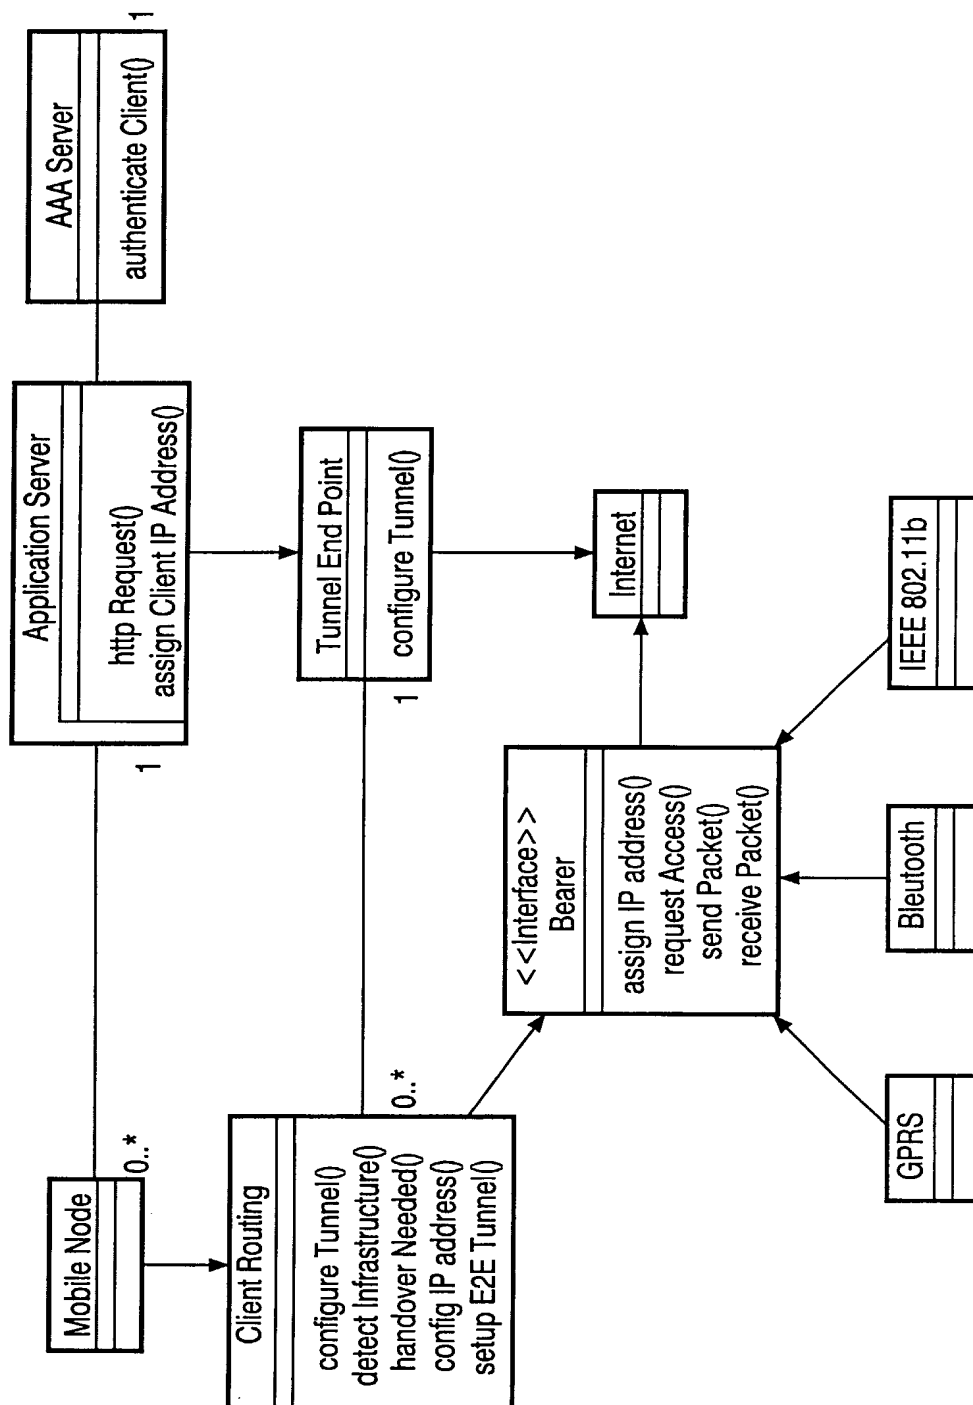 Mobile Node
0..*
1
Application Server
http Request()
assign Client IP Address()
AAA Server
authenticate Client()
1
Client Routing
configure Tunnel()
detect Infrastructure()
handover Needed()
config IP address()
setup E2E Tunnel()
0..*
1
Tunnel End Point
configure Tunnel()
<<Interface>>
Bearer
assign IP address()
request Access()
send Packet()
receive Packet()
Internet
GPRS
Bleutooth
IEEE 802.11b